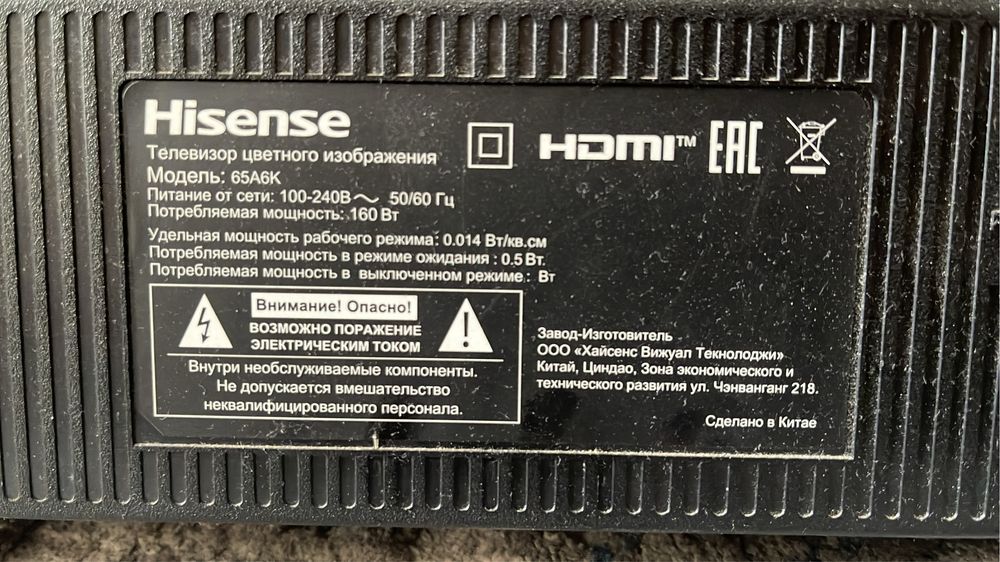 Hisense
HDMI™ EAC
Телевизор цветного изображения
Модель: 65A6K
Питание от сети: 100-240В～ 50/60 Гц
Потребляемая мощность: 160 Вт
Удельная мощность рабочего режима: 0.014 Вт/кв.см
Потребляемая мощность в режиме ожидания : 0.5 Вт.
Потребляемая мощность в выключенном режиме : Вт
Внимание! Опасно!
ВОЗМОЖНО ПОРАЖЕНИЕ
ЭЛЕКТРИЧЕСКИМ ТОКОМ
Внутри необслуживаемые компоненты.
Не допускается вмешательство
неквалифицированного персонала.
Завод-Изготовитель
ООО «Хайсенс Вижуал Текнолоджи»
Китай, Циндао, Зона экономического и
технического развития ул. Чэнванганг 218.
Сделано в Китае